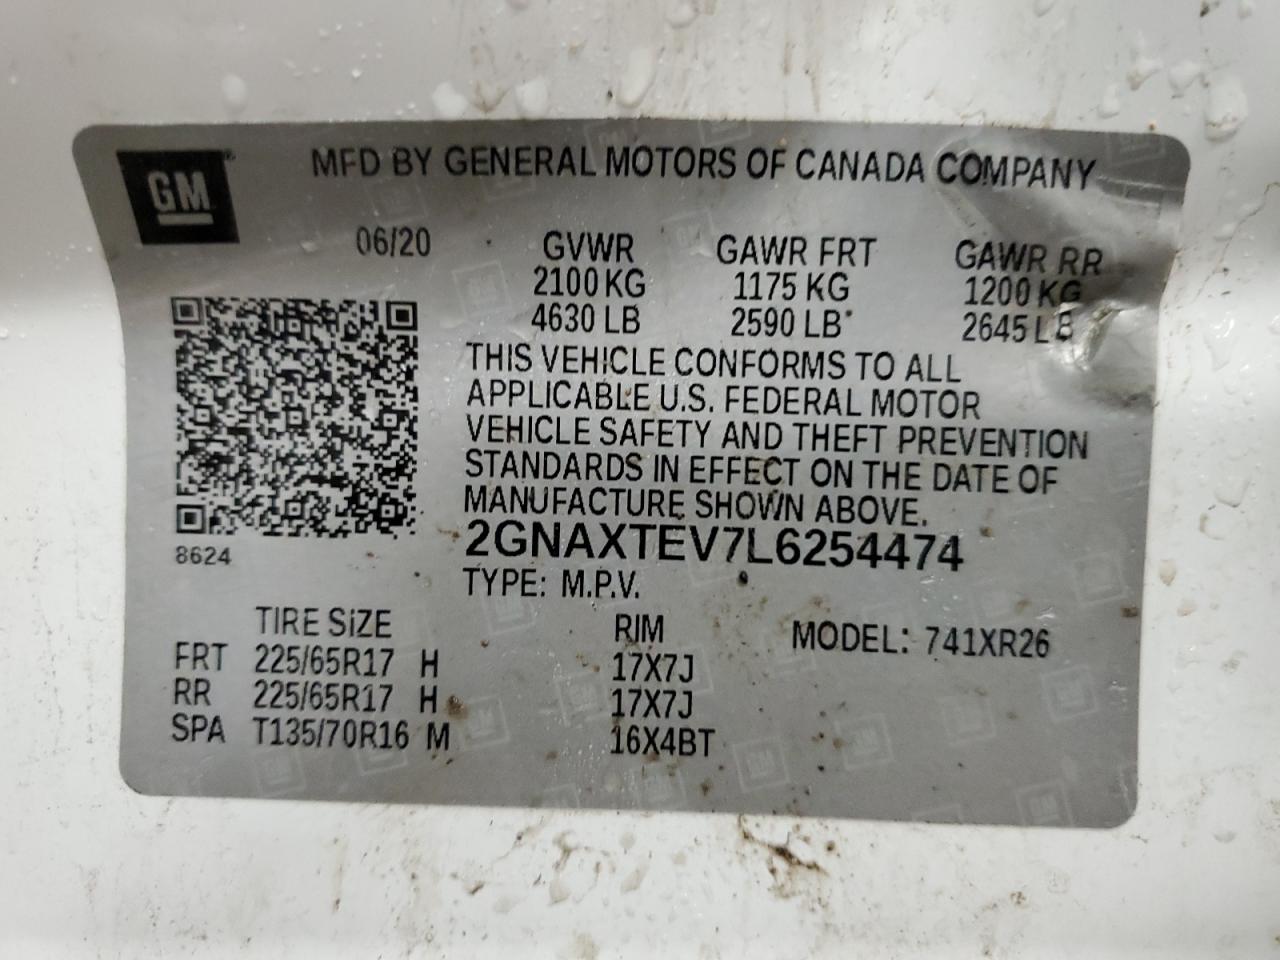 GM
MFD BY GENERAL MOTORS OF CANADA COMPANY
06/20
GVWR GAWR FRT GAWR RR
2100 KG 1175 KG 1200 KG
4630 LB 2590 LB 2645 LB
THIS VEHICLE CONFORMS TO ALL
APPLICABLE U.S. FEDERAL MOTOR
VEHICLE SAFETY AND THEFT PREVENTION
STANDARDS IN EFFECT ON THE DATE OF
MANUFACTURE SHOWN ABOVE.
8624
2GNAXTEV7L6254474
TYPE: M.P.V.
TIRE SIZE RIM MODEL: 741XR26
FRT 225/65R17 H 17X7J
RR 225/65R17 H 17X7J
SPA T135/70R16 M 16X4BT